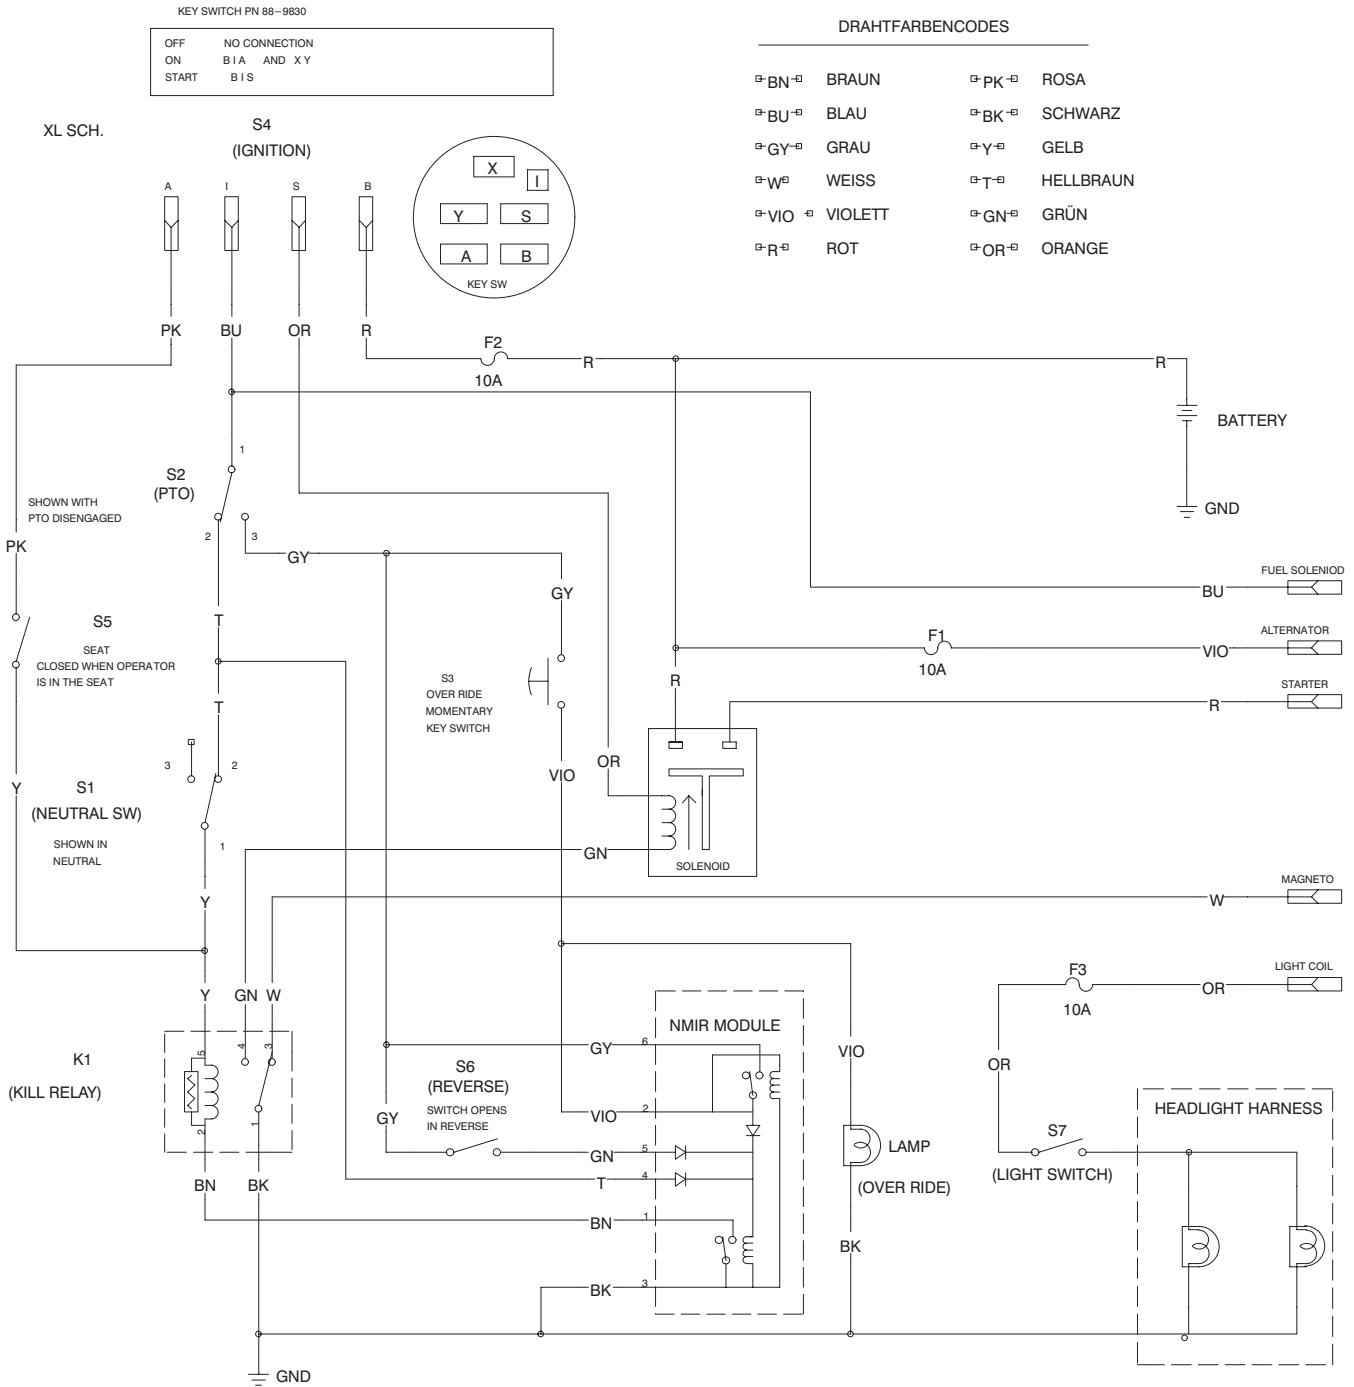 KEY SWITCH PN 88-9830
OFF NO CONNECTION
ON B I A AND X Y
START B I S
DRAHTFARBENCODES
BN BRAUN
PK ROSA
BU BLAU
BK SCHWARZ
GY GRAU
Y GELB
W WEISS
T HELLBRAUN
VIO VIOLETT
GN GRÜN
R ROT
OR ORANGE
XL SCH.
S4
(IGNITION)
A I S B
X
I
Y S
A B
KEY SW
PK BU OR R
F2
10A
R
R
BATTERY
GND
1
S2
(PTO)
SHOWN WITH
PTO DISENGAGED
2 3
PK
GY
GY
T
S5
SEAT
CLOSED WHEN OPERATOR
IS IN THE SEAT
FUEL SOLENIOD
BU
ALTERNATOR
F1
10A
VIO
STARTER
R
R
S3
OVER RIDE
MOMENTARY
KEY SWITCH
T
VIO
OR
3 2
Y
S1
(NEUTRAL SW)
SHOWN IN
NEUTRAL
1
GN
SOLENOID
MAGNETO
W
Y
LIGHT COIL
F3
10A
OR
Y GN W
NMIR MODULE
K1
(KILL RELAY)
5 4 3
2 1
GY 6
VIO
OR
S6
(REVERSE)
SWITCH OPENS
IN REVERSE
GY
VIO 2
GN 5
T 4
LAMP
(OVER RIDE)
HEADLIGHT HARNESS
S7
(LIGHT SWITCH)
BN BK
BN 1
BK
BK 3
GND